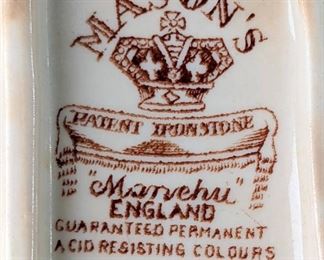 MASON'S
PATENT IRONSTONE
"Manchu"
ENGLAND
GUARANTEED PERMANENT
ACID RESISTING COLOURS